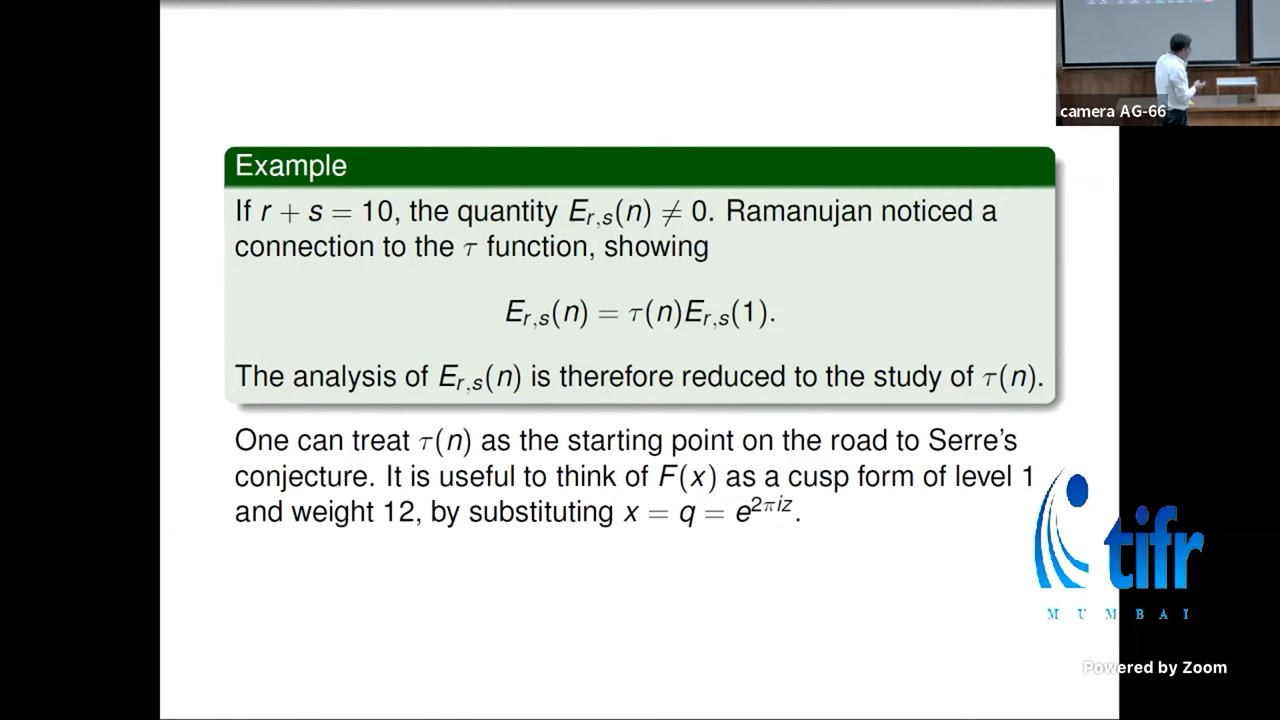 camera AG-66
Example
If r + s = 10, the quantity E_{r,s}(n) ≠ 0. Ramanujan noticed a
connection to the τ function, showing
E_{r,s}(n) = τ(n)E_{r,s}(1).
The analysis of E_{r,s}(n) is therefore reduced to the study of τ(n).
One can treat τ(n) as the starting point on the road to Serre's
conjecture. It is useful to think of F(x) as a cusp form of level 1
and weight 12, by substituting x = q = e^{2πiz}.
tifr
MUMBAI
Powered by Zoom